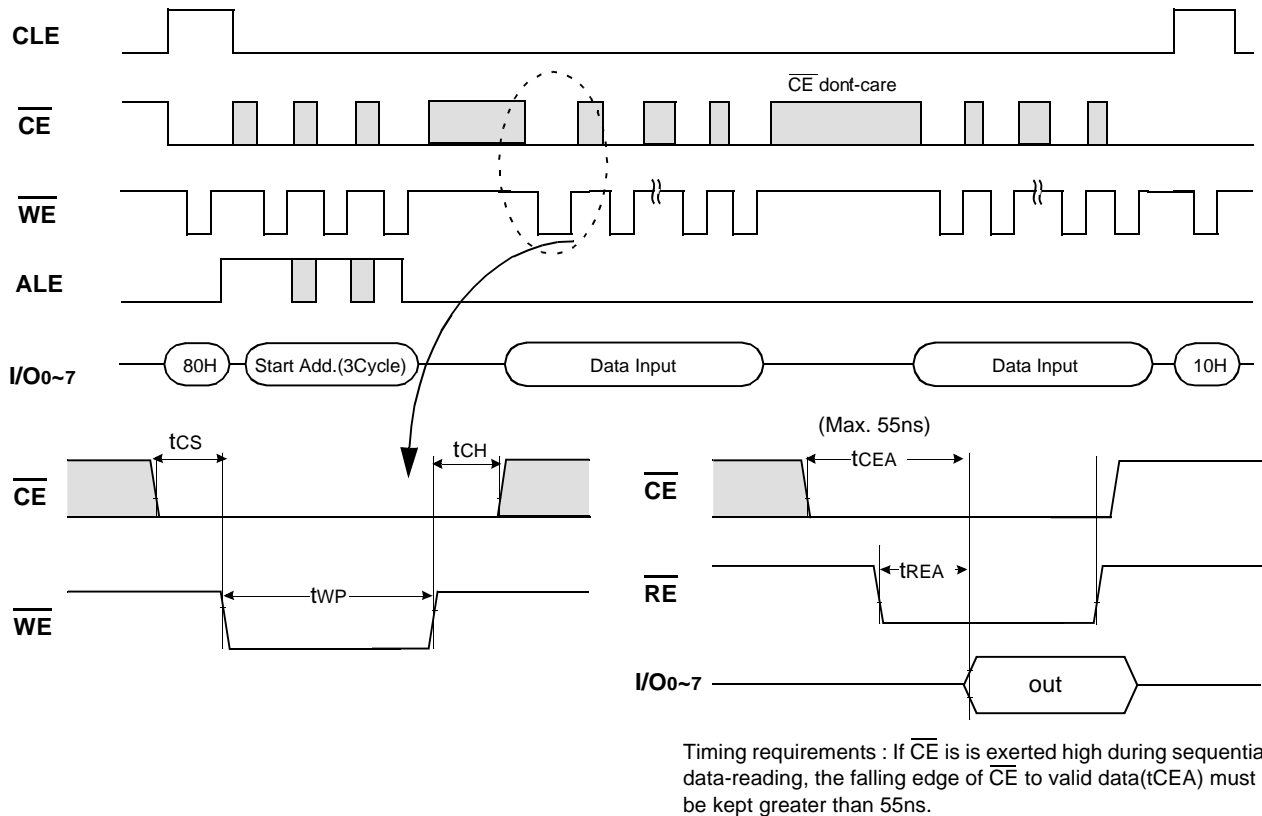 CLE
CE dont-care
CE
WE
ALE
I/O0~7
80H
Start Add.(3Cycle)
Data Input
Data Input
10H
tCS
tCH
CE
tWP
WE
(Max. 55ns)
tCEA
CE
tREA
RE
I/O0~7
out
Timing requirements : If CE is is exerted high during sequentia
data-reading, the falling edge of CE to valid data(tCEA) must
be kept greater than 55ns.